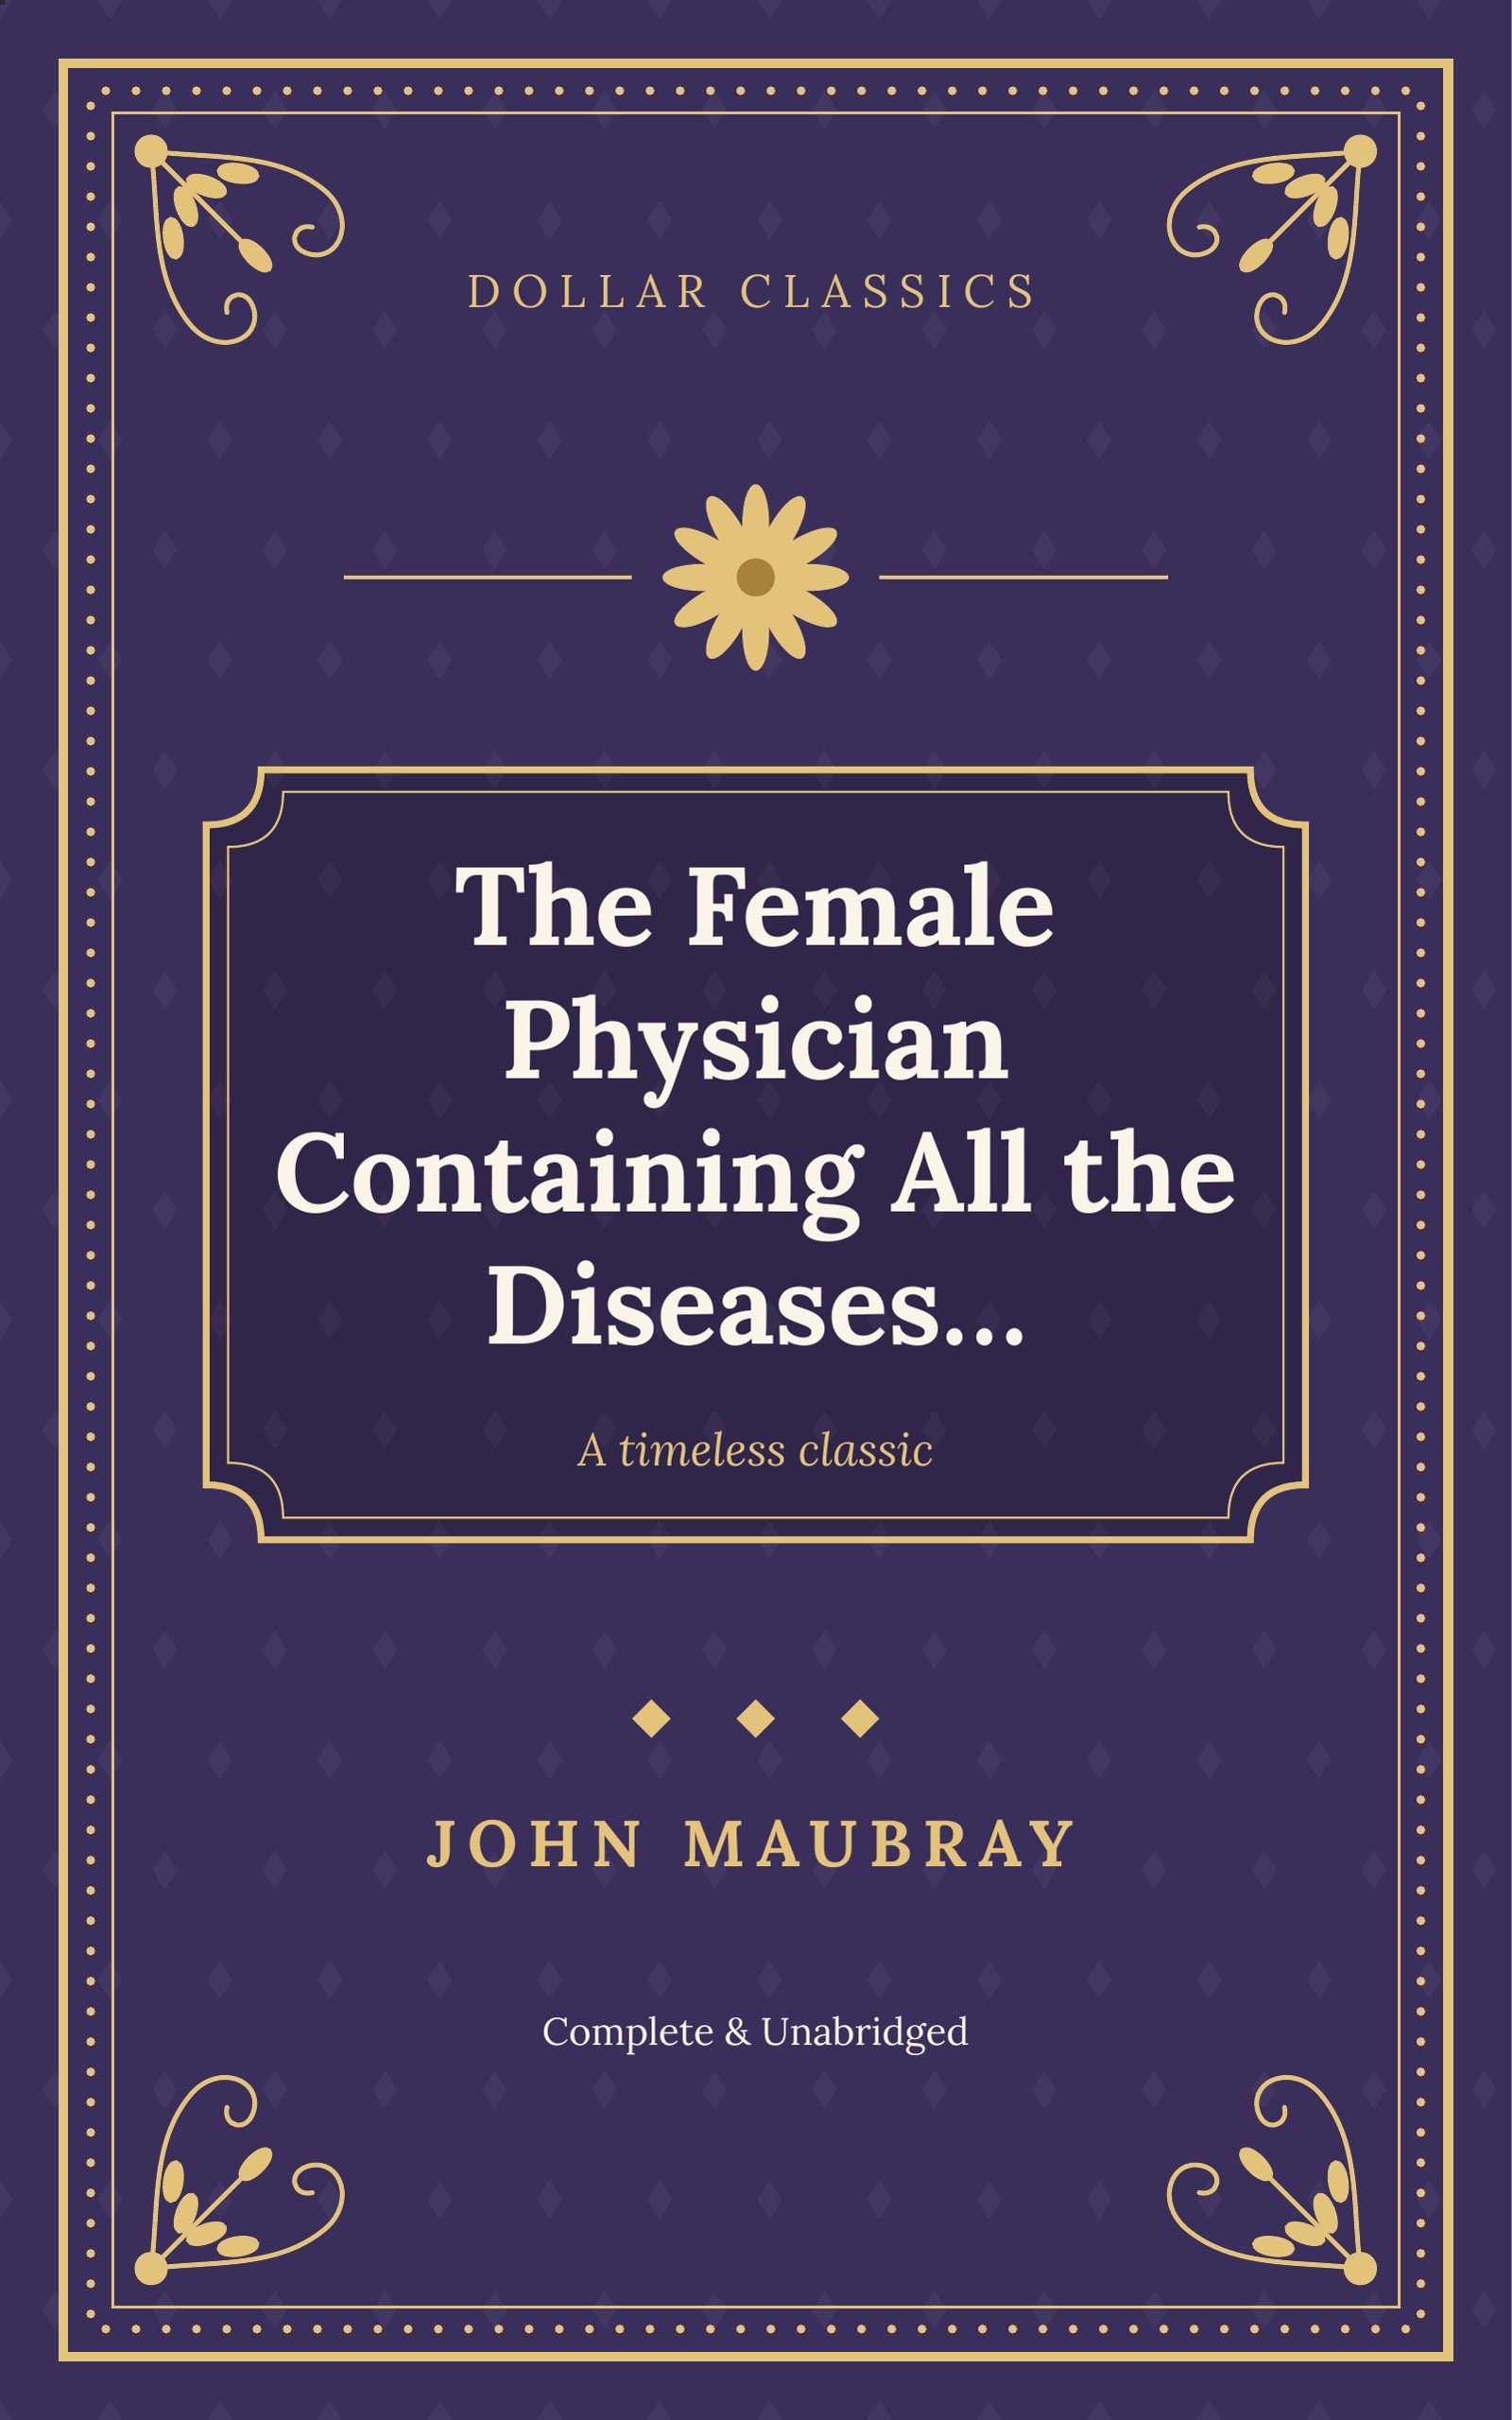 DOLLAR CLASSICS
The Female
Physician
Containing All the
Diseases...
A timeless classic
JOHN MAUBRAY
Complete & Unabridged